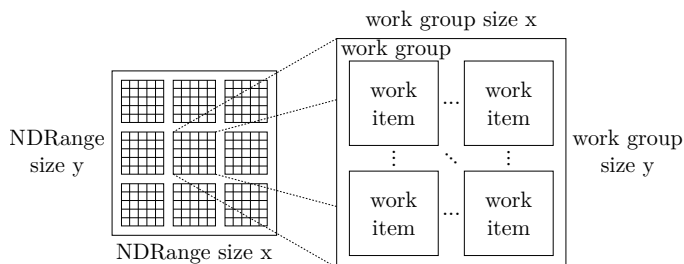 work group size x
work group
work
item
...
work
item
NDRange
size y
work group
size y
work
item
...
work
item
NDRange size x